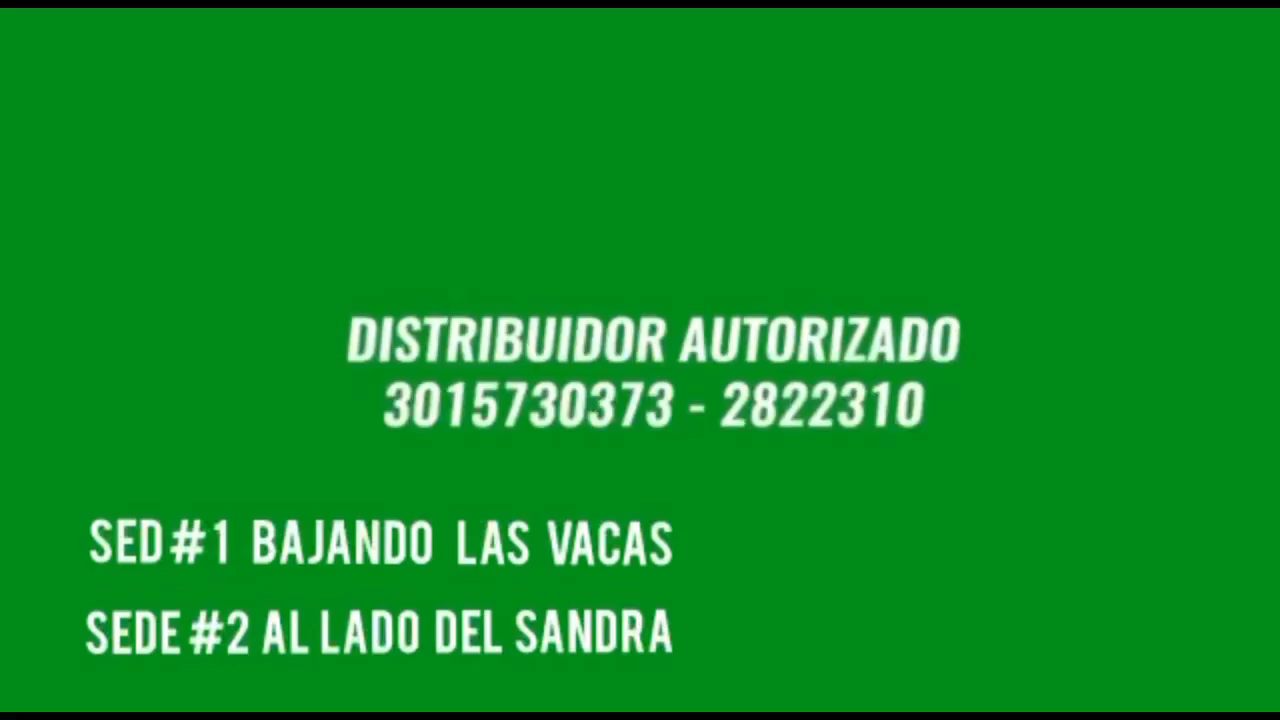 DISTRIBUIDOR AUTORIZADO
3015730373 - 2822310
SED #1 BAJANDO LAS VACAS
SEDE #2 AL LADO DEL SANDRA